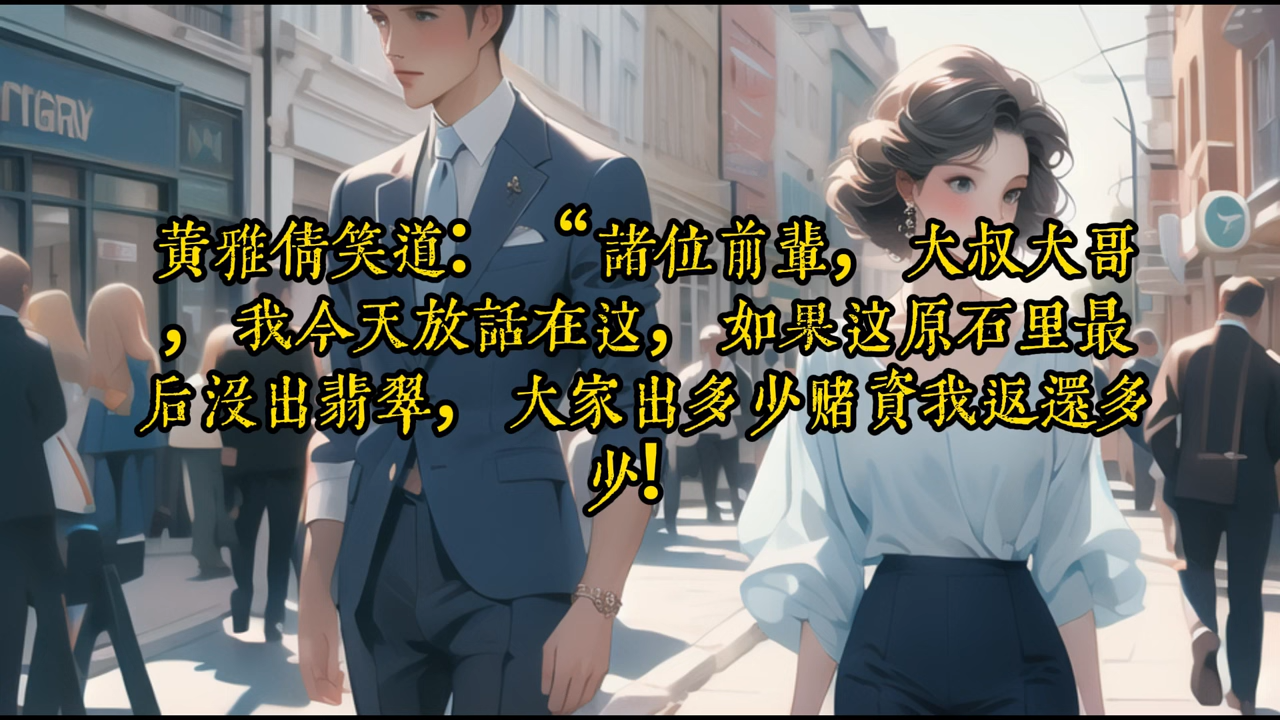 TTGRY
黄雅倩笑道：“諸位前輩，大叔大哥
，我今天放話在这，如果这原石里最
后没出翡翠，大家出多少赌資我返還多
少！